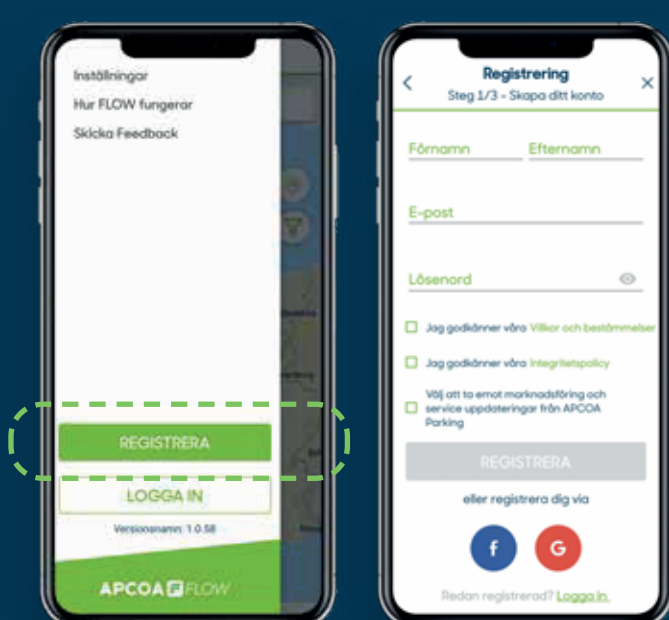 Inställningar
Hur FLOW fungerar
Skicka Feedback
REGISTRERA
LOGGA IN
Versionsnamn: 1.0.58
APCOA FLOW
Registrering
Steg 1/3 - Skapa ditt konto
Förnamn Efternamn
E-post
Lösenord
Jag godkänner våra Villkor och bestämmelser
Jag godkänner våra Integritetspolicy
Välj att ta emot marknadsföring och
service uppdateringar från APCOA
Parking
REGISTRERA
eller registrera dig via
f G
Redan registrerad? Logga in.